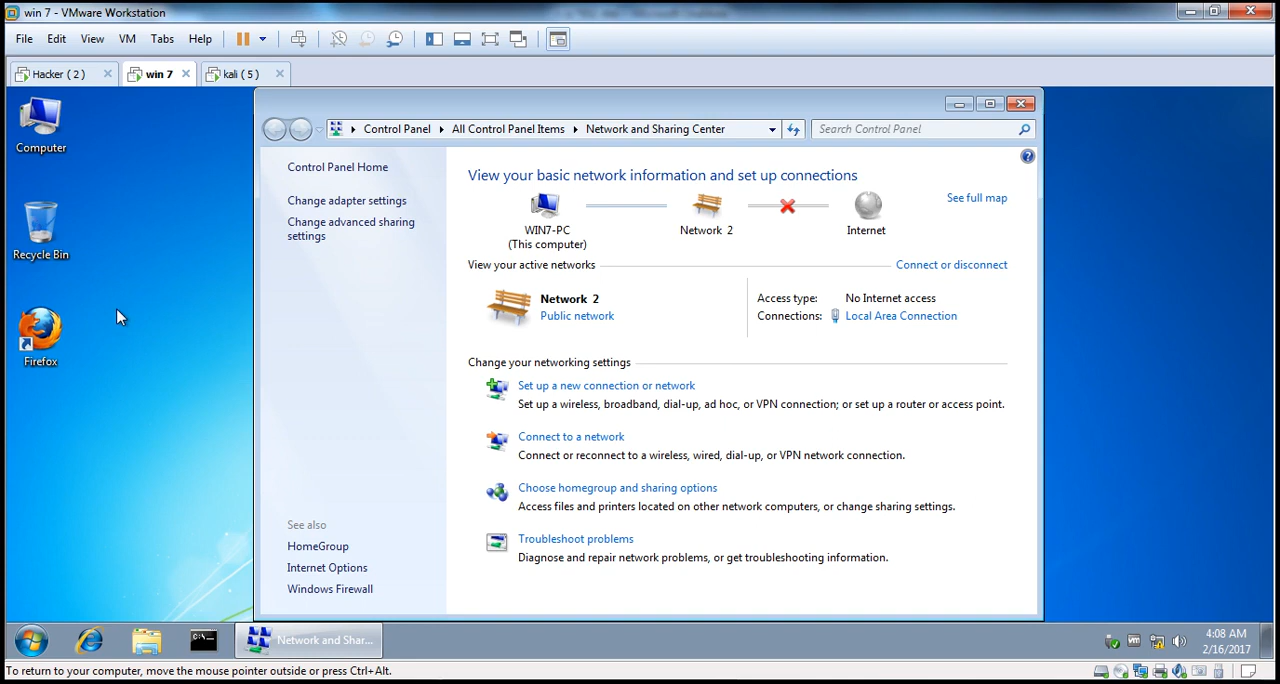 win 7 - VMware Workstation
File Edit View VM Tabs Help
Hacker ( 2 ) win 7 kali ( 5 )
Computer
Recycle Bin
Firefox
Control Panel All Control Panel Items Network and Sharing Center
Search Control Panel
Control Panel Home
Change adapter settings
Change advanced sharing
settings
See also
HomeGroup
Internet Options
Windows Firewall
View your basic network information and set up connections
See full map
WIN7-PC
(This computer)
Network 2
Internet
View your active networks
Connect or disconnect
Network 2
Public network
Access type: No Internet access
Connections: Local Area Connection
Change your networking settings
Set up a new connection or network
Set up a wireless, broadband, dial-up, ad hoc, or VPN connection; or set up a router or access point.
Connect to a network
Connect or reconnect to a wireless, wired, dial-up, or VPN network connection.
Choose homegroup and sharing options
Access files and printers located on other network computers, or change sharing settings.
Troubleshoot problems
Diagnose and repair network problems, or get troubleshooting information.
Network and Shar...
4:08 AM
2/16/2017
To return to your computer, move the mouse pointer outside or press Ctrl+Alt.